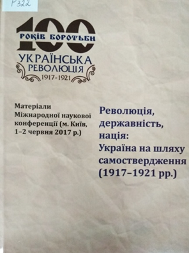 Р322
100
РОКІВ БОРОТЬБИ
УКРАЇНСЬКА
РЕВОЛЮЦІЯ
1917-1921
Матеріали
Міжнародної наукової
конференції (м. Київ,
1–2 червня 2017 р.)
Революція,
державність,
нація:
Україна на шляху
самоствердження
(1917–1921 рр.)